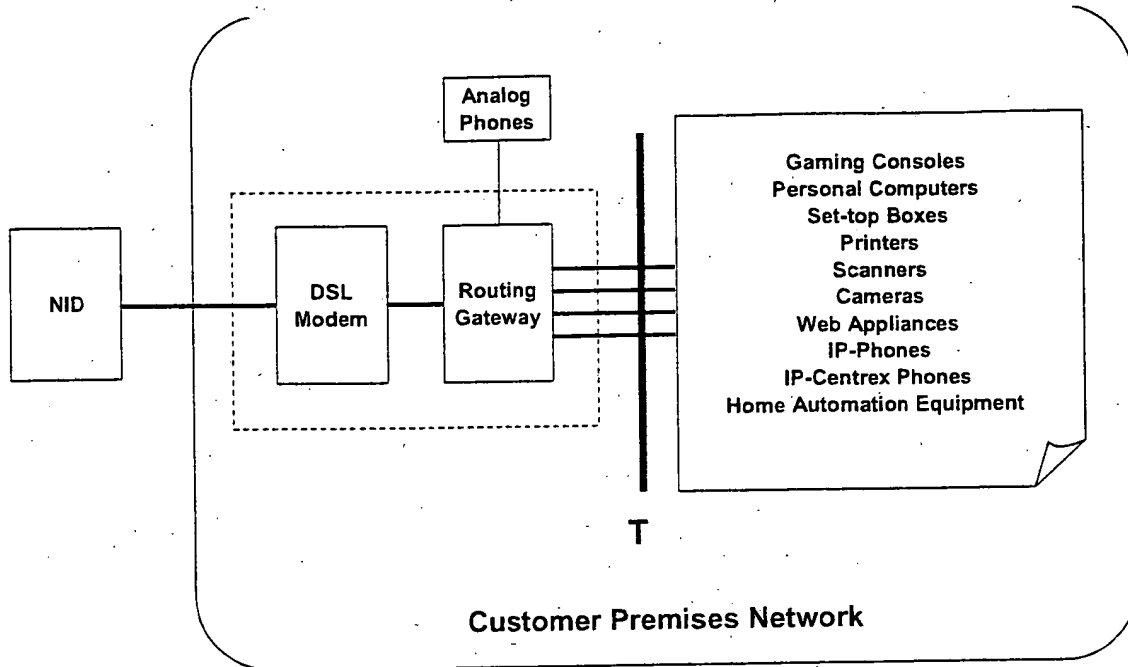 Analog
Phones
NID
DSL
Modem
Routing
Gateway
Gaming Consoles
Personal Computers
Set-top Boxes
Printers
Scanners
Cameras
Web Appliances
IP-Phones
IP-Centrex Phones
Home Automation Equipment
T
Customer Premises Network